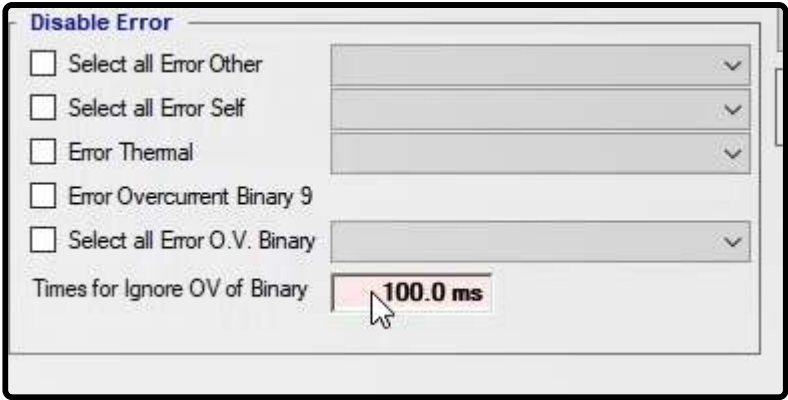 Disable Error
Select all Error Other
Select all Error Self
Error Thermal
Error Overcurrent Binary 9
Select all Error O.V. Binary
Times for Ignore OV of Binary 100.0 ms